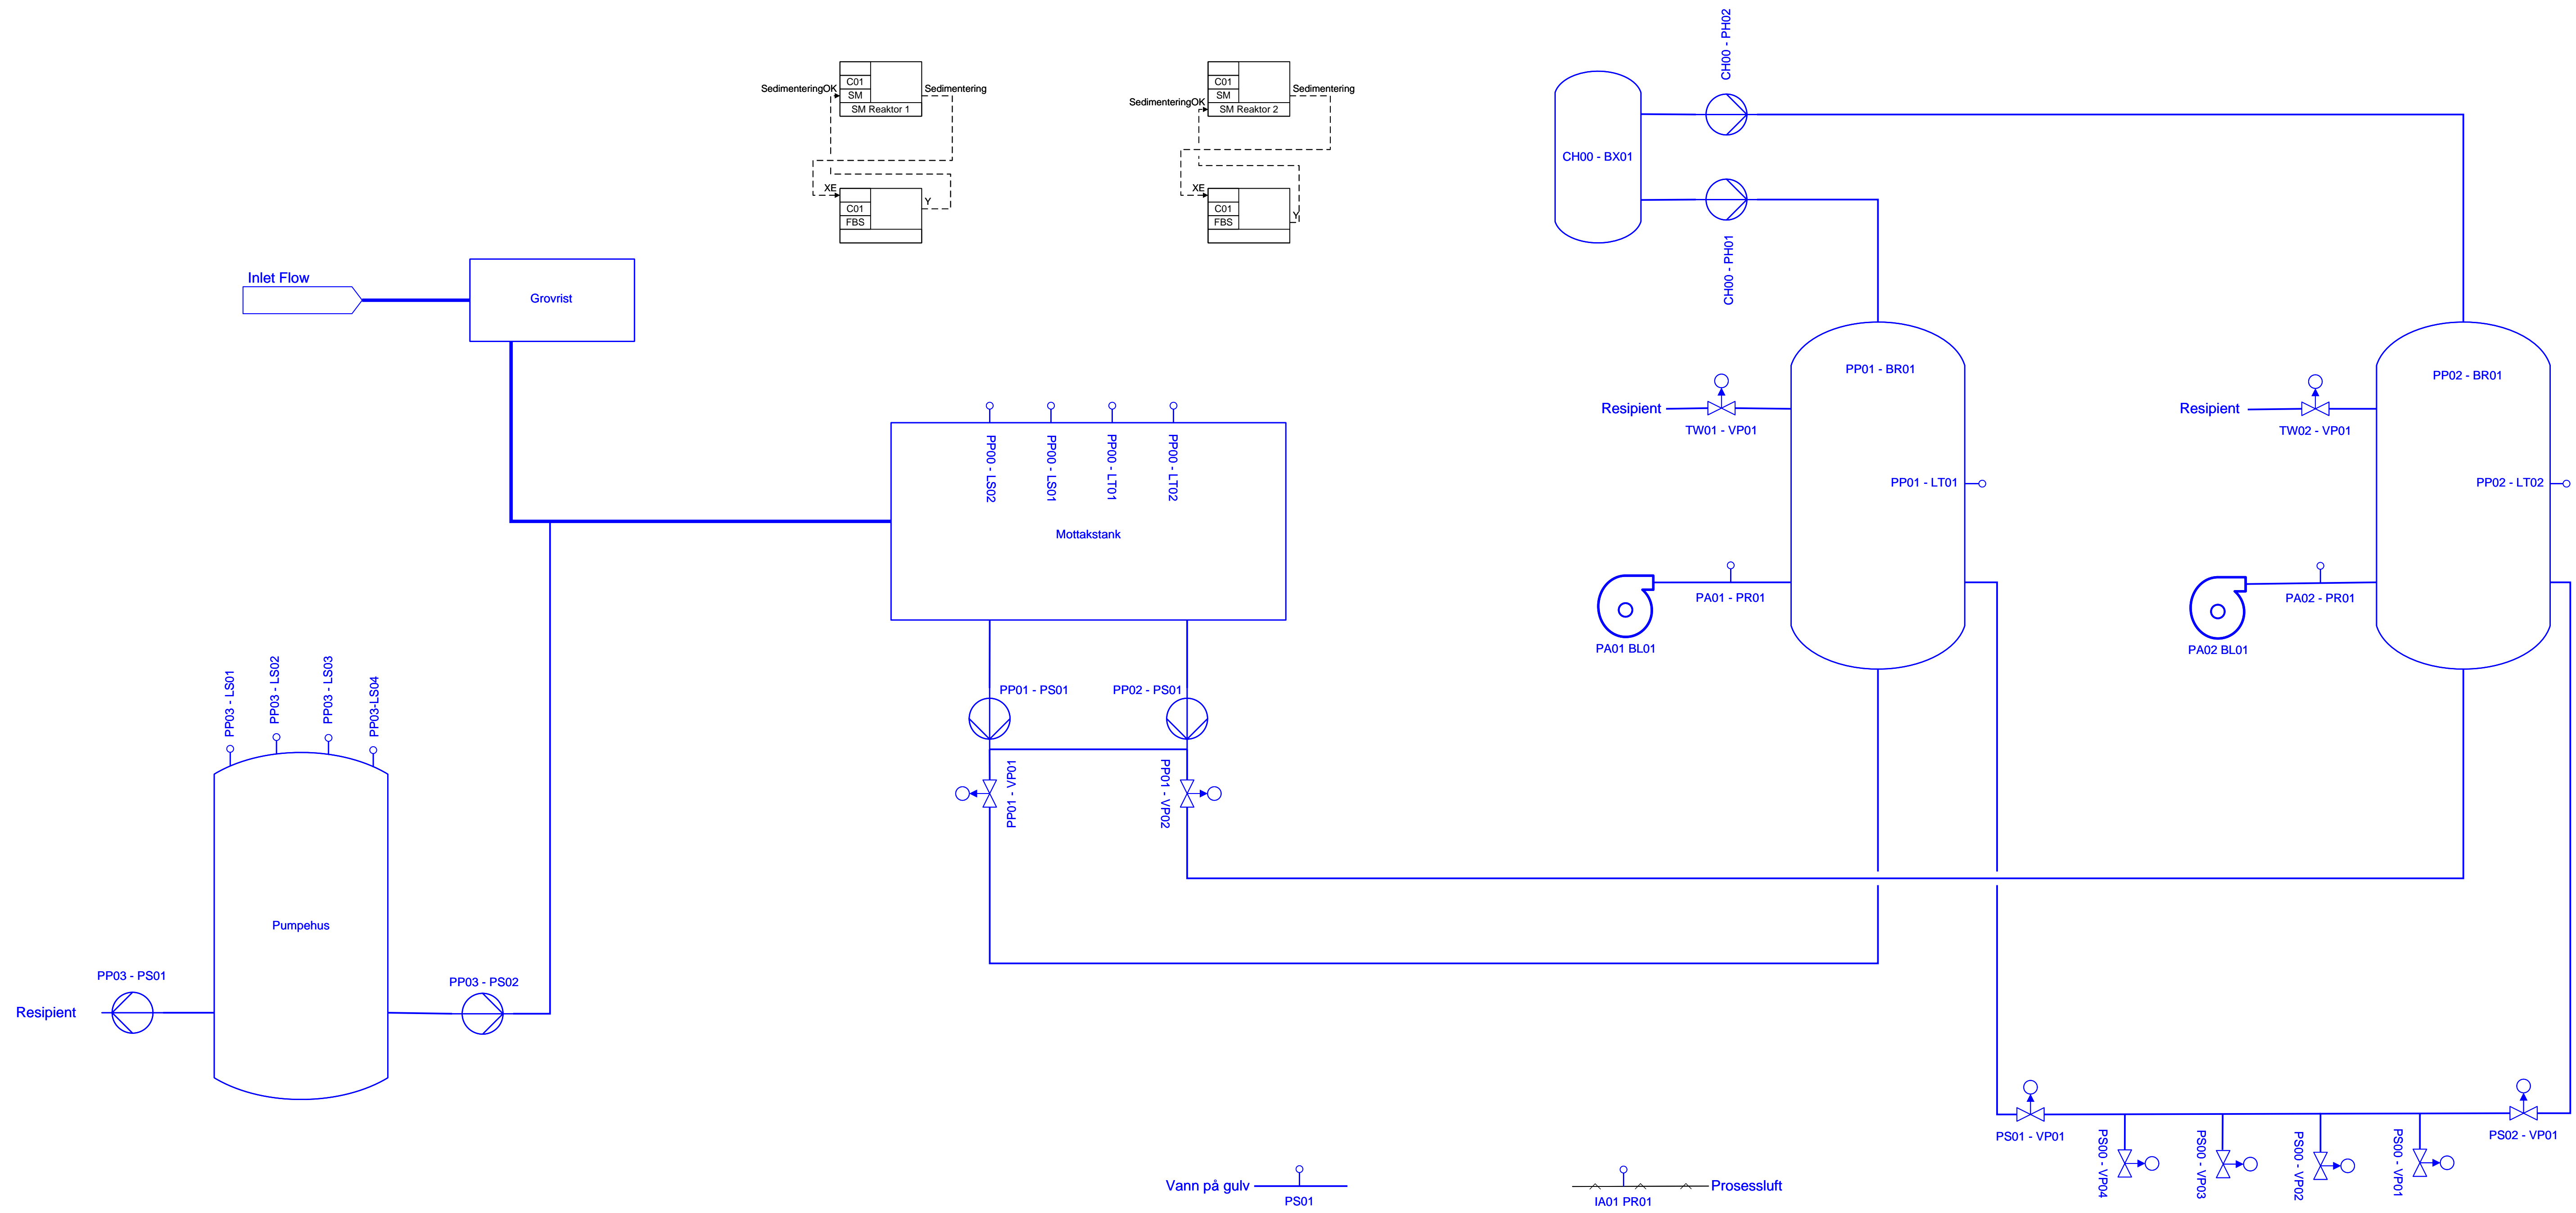 CH00 - PH02
C01
SM
SM Reaktor 1
SedimenteringOK
Sedimentering
XE
C01
FBS
Y
C01
SM
SM Reaktor 2
SedimenteringOK
Sedimentering
XE
C01
FBS
Y
CH00 - BX01
CH00 - PH01
Inlet Flow
Grovrist
PP01 - BR01
PP02 - BR01
Resipient
TW01 - VP01
Resipient
TW02 - VP01
PP00 - LS02
PP00 - LS01
PP00 - LT01
PP00 - LT02
Mottakstank
PP01 - LT01
PP02 - LT02
PA01 - PR01
PA01 BL01
PA02 - PR01
PA02 BL01
PP03 - LS01
PP03 - LS02
PP03 - LS03
PP03-LS04
PP01 - PS01
PP02 - PS01
PP01 - VP01
PP01 - VP02
Pumpehus
PP03 - PS01
PP03 - PS02
Resipient
PS01 - VP01
PS02 - VP01
PS00 - VP04
PS00 - VP03
PS00 - VP02
PS00 - VP01
Vann på gulv
PS01
IA01 PR01
Prosessluft